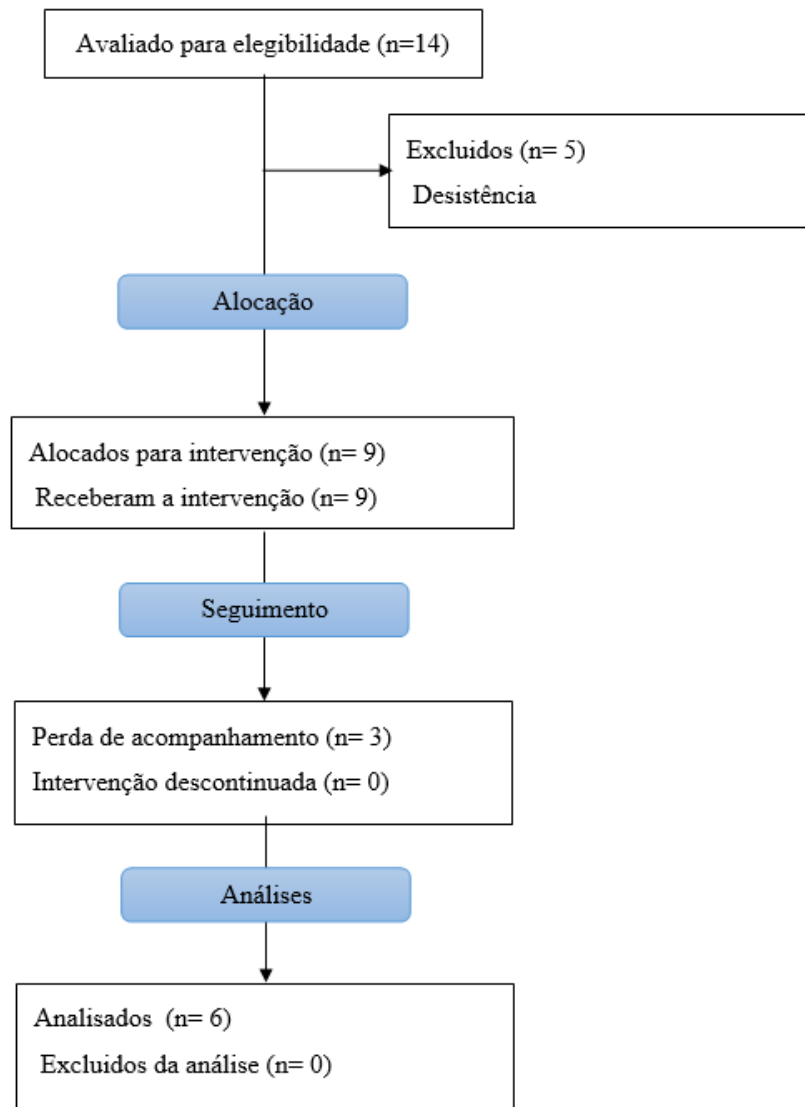 Avaliado para elegibilidade (n=14)
Excluidos (n= 5)
Desistência
Alocação
Alocados para intervenção (n= 9)
Receberam a intervenção (n= 9)
Seguimento
Perda de acompanhamento (n= 3)
Intervenção descontinuada (n= 0)
Análises
Analisados (n= 6)
Excluidos da análise (n= 0)